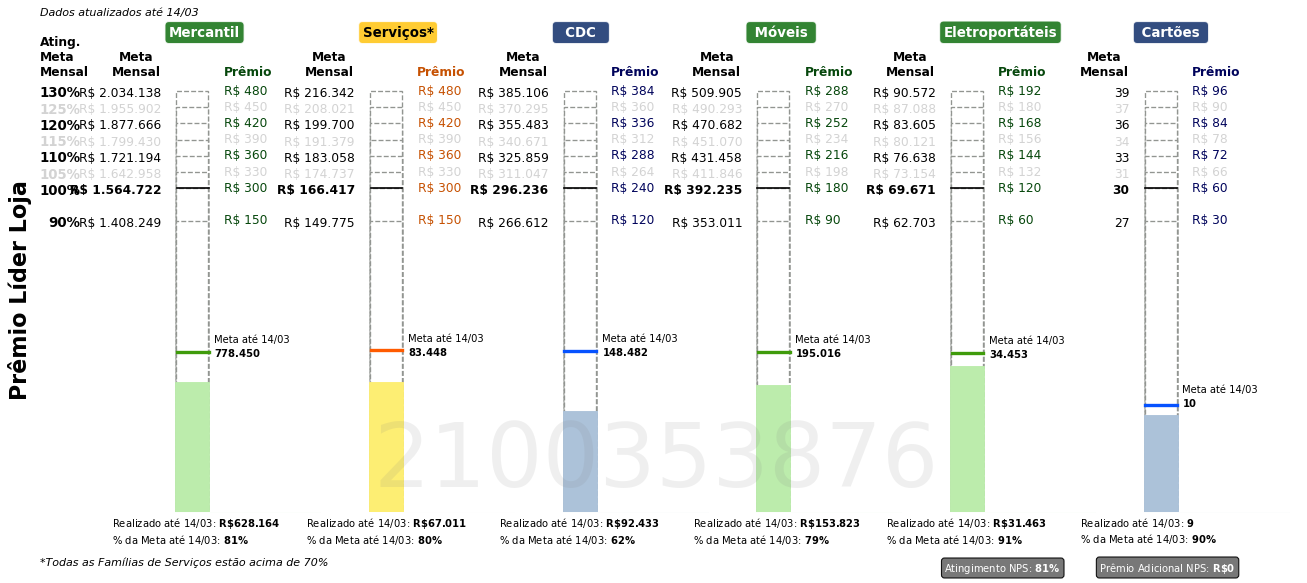 Dados atualizados até 14/03
Mercantil Serviços* CDC Móveis Eletroportáteis Cartões
Ating.
Meta Meta Meta Meta Meta Meta Meta
Mensal Mensal Prêmio Mensal Prêmio Mensal Prêmio Mensal Prêmio Mensal Prêmio Mensal Prêmio
130% R$ 2.034.138 R$ 480 R$ 216.342 R$ 480 R$ 385.106 R$ 384 R$ 509.905 R$ 288 R$ 90.572 R$ 192 39 R$ 96
125% R$ 1.955.902 R$ 450 R$ 208.021 R$ 450 R$ 370.295 R$ 360 R$ 490.293 R$ 270 R$ 87.088 R$ 180 37 R$ 90
120% R$ 1.877.666 R$ 420 R$ 199.700 R$ 420 R$ 355.483 R$ 336 R$ 470.682 R$ 252 R$ 83.605 R$ 168 36 R$ 84
115% R$ 1.799.430 R$ 390 R$ 191.379 R$ 390 R$ 340.671 R$ 312 R$ 451.070 R$ 234 R$ 80.121 R$ 156 34 R$ 78
110% R$ 1.721.194 R$ 360 R$ 183.058 R$ 360 R$ 325.859 R$ 288 R$ 431.458 R$ 216 R$ 76.638 R$ 144 33 R$ 72
105% R$ 1.642.958 R$ 330 R$ 174.737 R$ 330 R$ 311.047 R$ 264 R$ 411.846 R$ 198 R$ 73.154 R$ 132 31 R$ 66
100% R$ 1.564.722 R$ 300 R$ 166.417 R$ 300 R$ 296.236 R$ 240 R$ 392.235 R$ 180 R$ 69.671 R$ 120 30 R$ 60
90% R$ 1.408.249 R$ 150 R$ 149.775 R$ 150 R$ 266.612 R$ 120 R$ 353.011 R$ 90 R$ 62.703 R$ 60 27 R$ 30
Prêmio Líder Loja
Meta até 14/03 Meta até 14/03 Meta até 14/03 Meta até 14/03 Meta até 14/03
778.450 83.448 148.482 195.016 34.453
Meta até 14/03
10
2100353876
Realizado até 14/03: R$628.164 Realizado até 14/03: R$67.011 Realizado até 14/03: R$92.433 Realizado até 14/03: R$153.823 Realizado até 14/03: R$31.463 Realizado até 14/03: 9
% da Meta até 14/03: 81% % da Meta até 14/03: 80% % da Meta até 14/03: 62% % da Meta até 14/03: 79% % da Meta até 14/03: 91% % da Meta até 14/03: 90%
*Todas as Famílias de Serviços estão acima de 70% Atingimento NPS: 81% Prêmio Adicional NPS: R$0